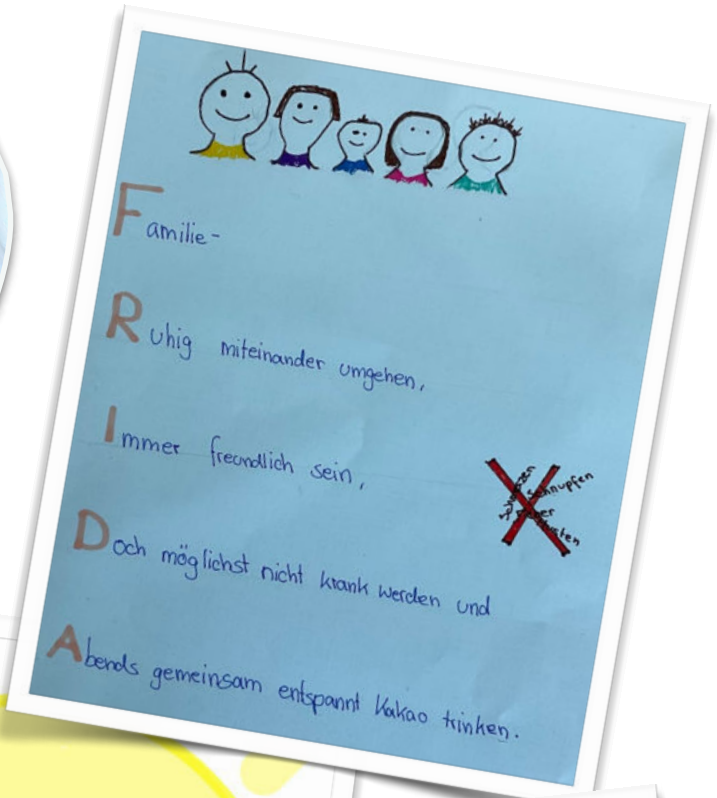 Familie-
Ruhig miteinander umgehen,
Immer freundlich sein,
Schnupfen
Doch möglichst nicht krank werden und
Abends gemeinsam entspannt Kakao trinken.